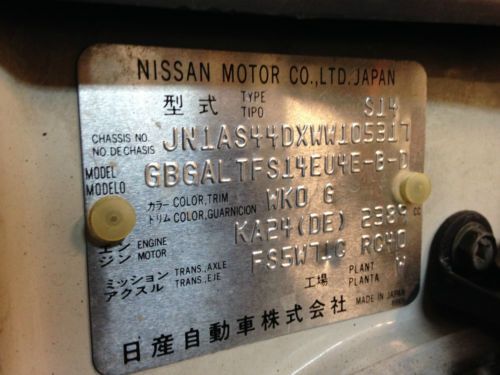 NISSAN MOTOR CO.,LTD.JAPAN
型式 TYPE TIPO S14
CHASSIS NO. NO.DE CHASIS JN1AS44DXWW105317
MODEL MODELO GBGALTFS14EU4E-B-D
カラー COLOR,TRIM トリム COLOR,GUARNICION WK0 G
エンジン ENGINE MOTOR KA24(DE) 2389 CC
ミッション TRANS.,AXLE アクスル TRANS.,EJE FS5W71C RC40
工場 PLANT PLANTA W
日産自動車株式会社 MADE IN JAPAN